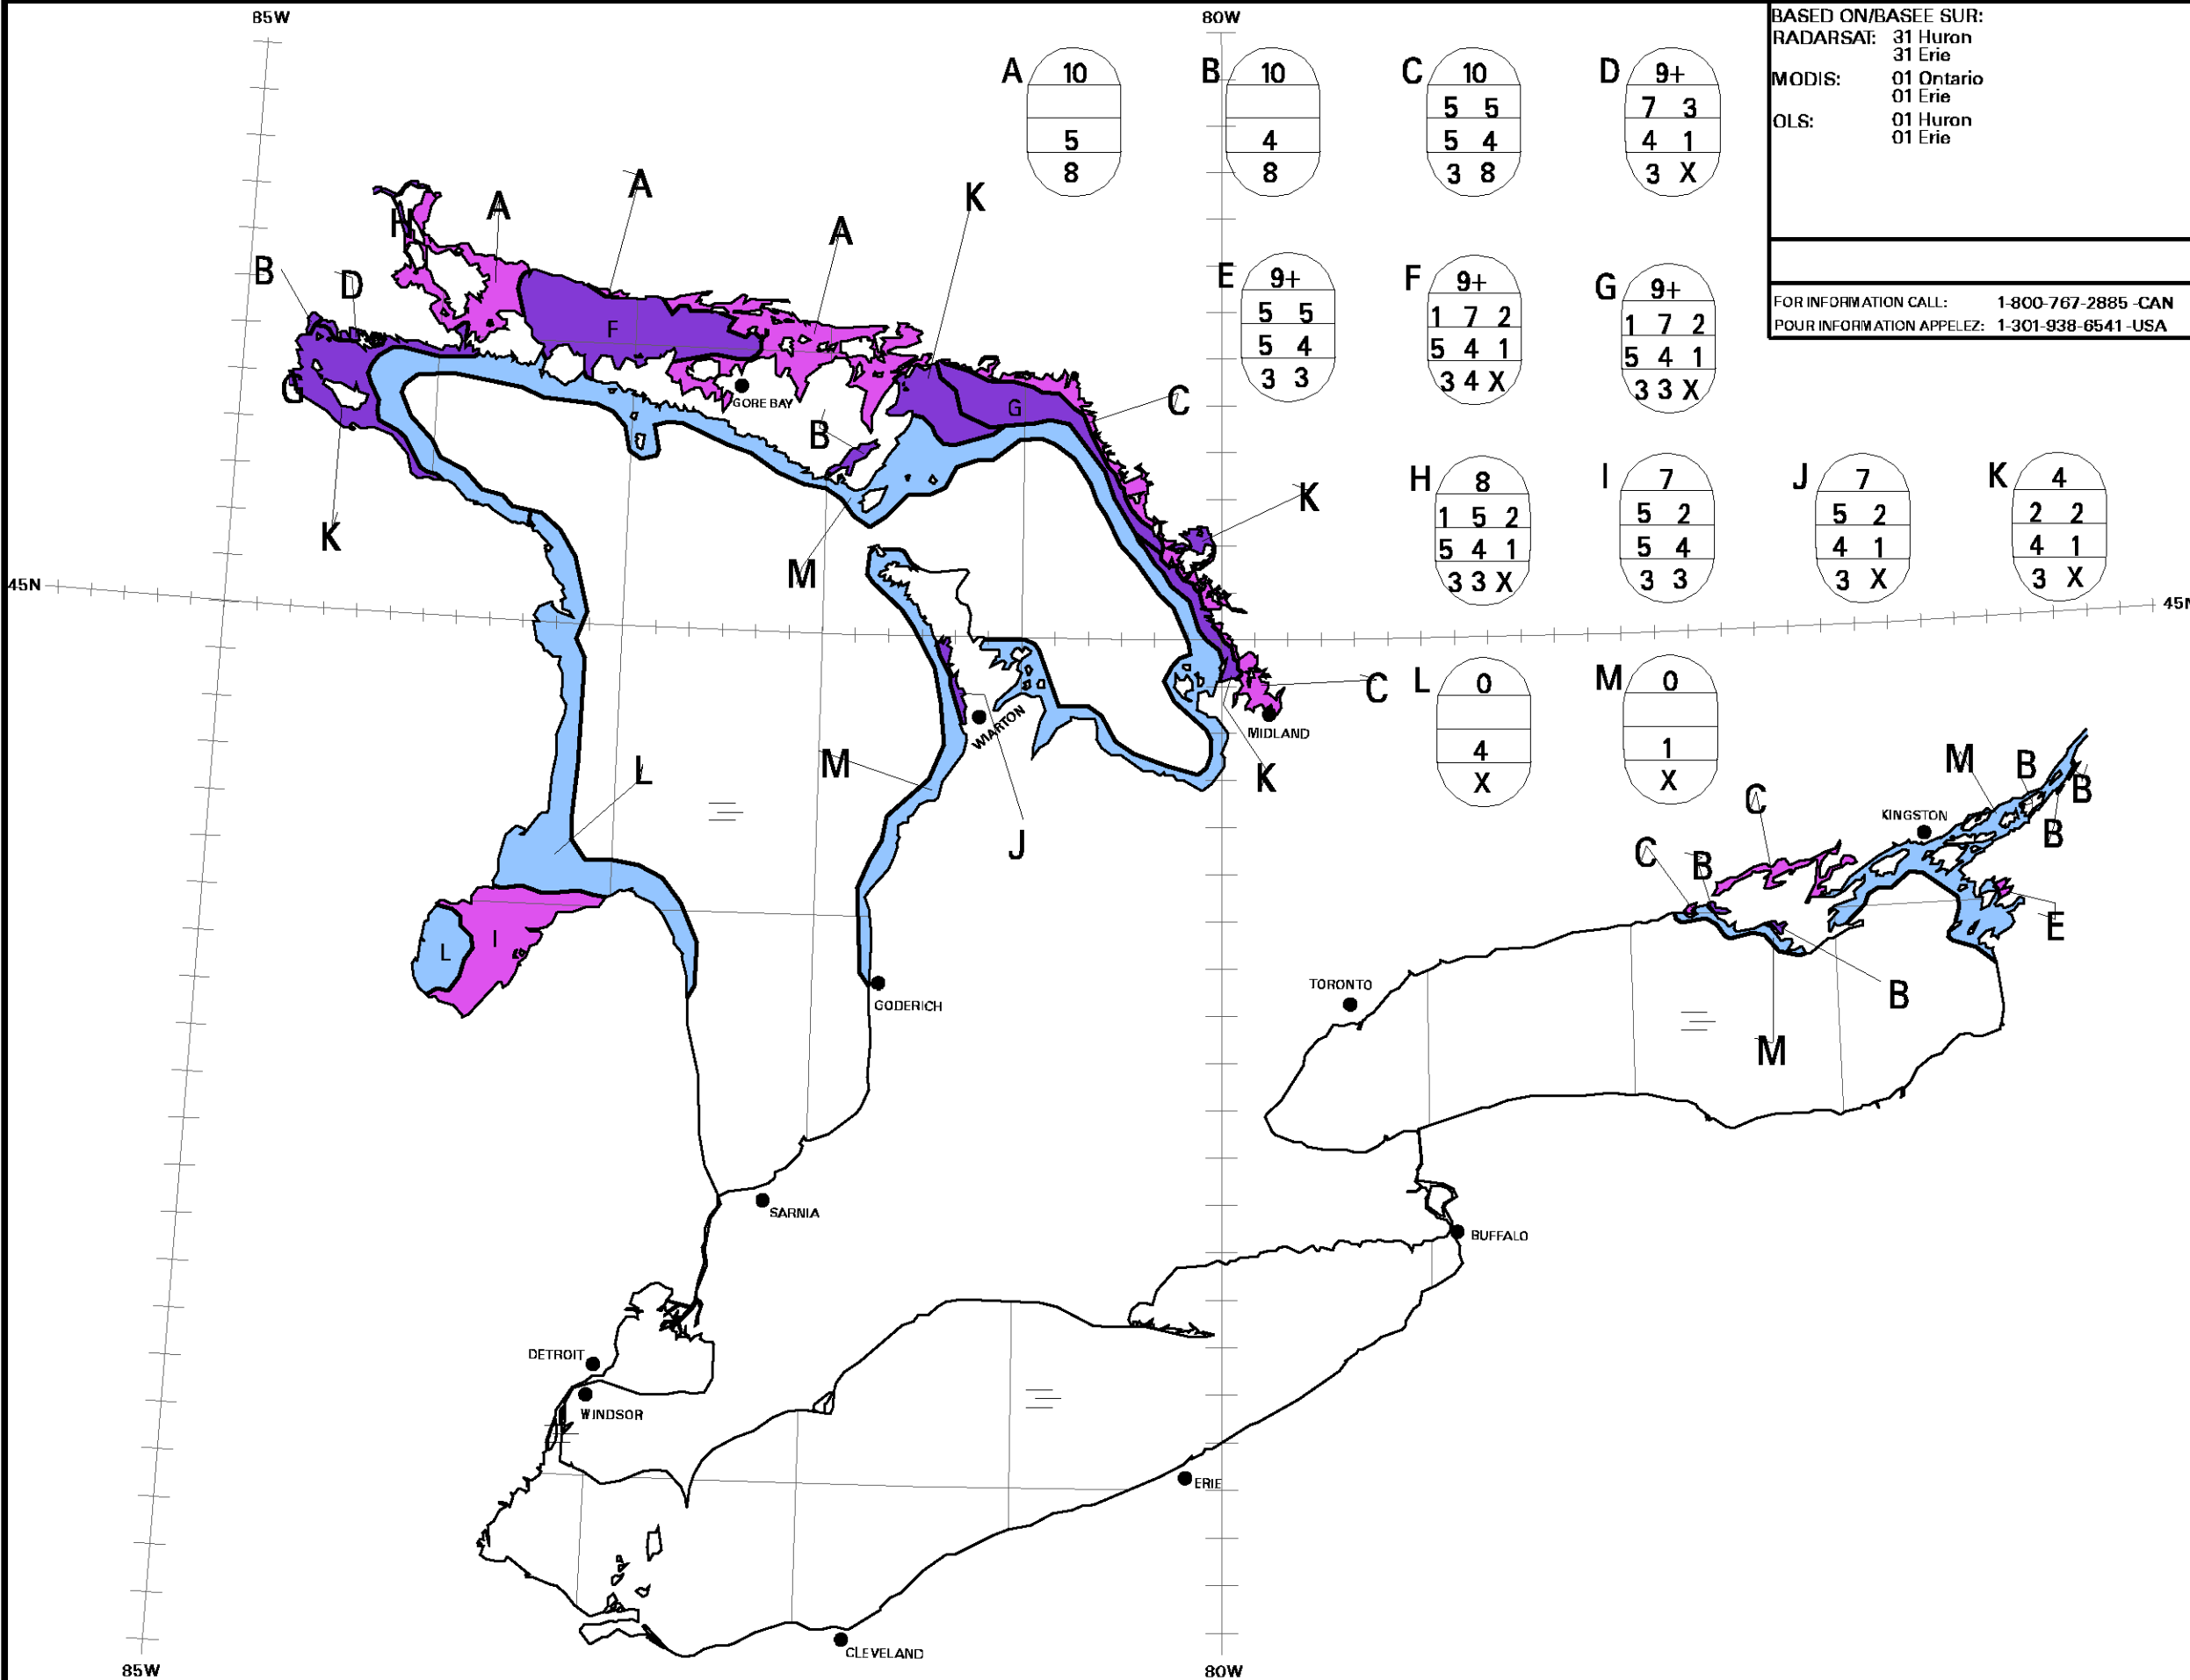 85W
80W
BASED ON/BASEE SUR:
RADARSAT: 31 Huron
31 Erie
MODIS: 01 Ontario
01 Erie
OLS: 01 Huron
01 Erie
FOR INFORMATION CALL: 1-800-767-2885 -CAN
POUR INFORMATION APPELEZ: 1-301-938-6541 -USA
A
10
5
8
B
10
4
8
C
10
5 5
5 4
3 8
D
9+
7 3
4 1
3 X
E
9+
5 5
5 4
3 3
F
9+
1 7 2
5 4 1
3 4 X
G
9+
1 7 2
5 4 1
3 3 X
H
8
1 5 2
5 4 1
3 3 X
I
7
5 2
5 4
3 3
J
7
5 2
4 1
3 X
K
4
2 2
4 1
3 X
L
0
4
X
M
0
1
X
A
A
A
K
H
B
D
F
G
GORE BAY
B
G
C
K
K
M
45N
45N
C
WIARTON
MIDLAND
K
L
M
J
M
B
B
B
KINGSTON
C
C
B
E
L
I
B
M
TORONTO
GODERICH
SARNIA
BUFFALO
DETROIT
WINDSOR
ERIE
CLEVELAND
85W
80W